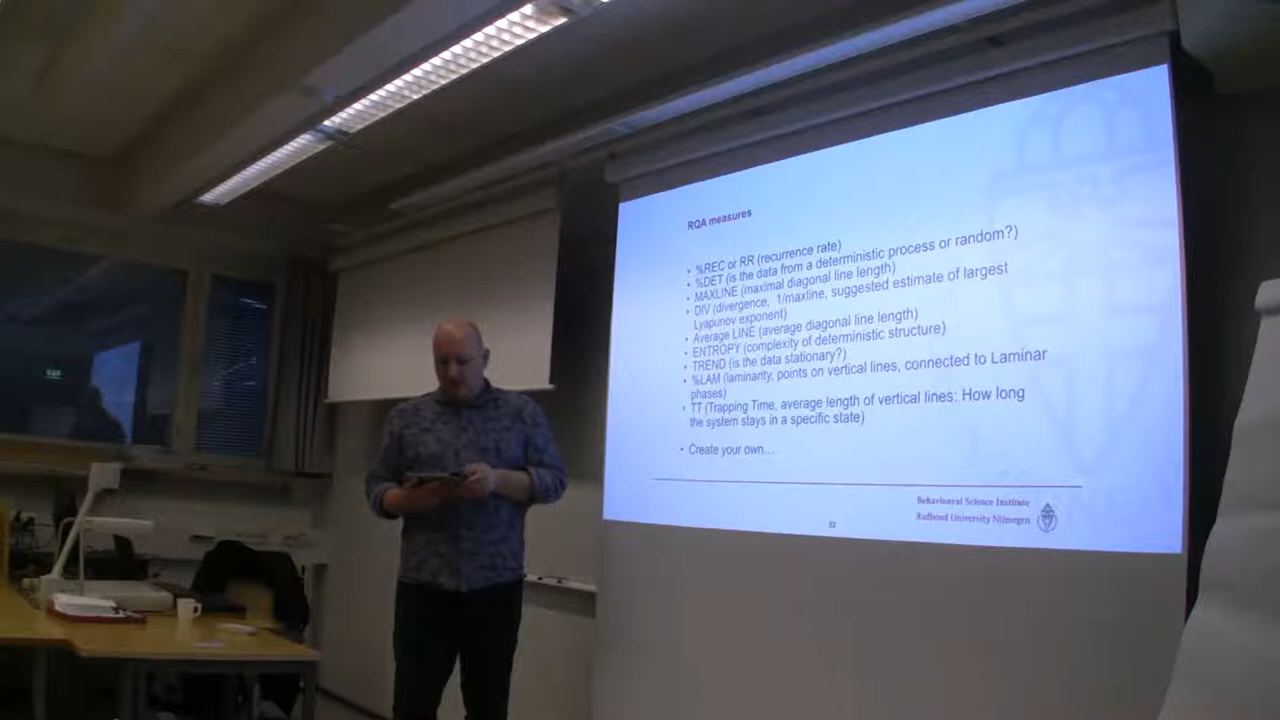 RQA measures
• %REC or RR (recurrence rate)
• %DET (is the data from a deterministic process or random?)
• MAXLINE (maximal diagonal line length)
• DIV (divergence, 1/maxline, suggested estimate of largest
Lyapunov exponent)
• Average LINE (average diagonal line length)
• ENTROPY (complexity of deterministic structure)
• TREND (is the data stationary?)
• %LAM (laminarity, points on vertical lines, connected to Laminar
phases)
• TT (Trapping Time, average length of vertical lines: How long
the system stays in a specific state)
• Create your own...
Behavioural Science Institute
Radboud University Nijmegen
52